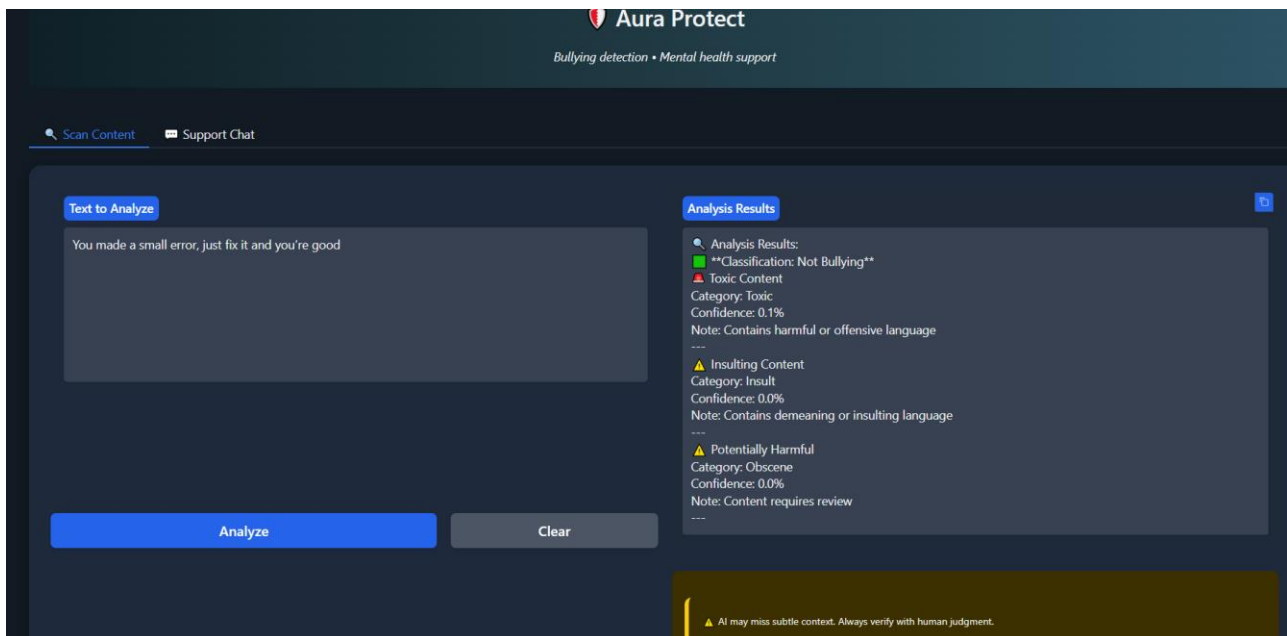 Aura Protect
Bullying detection • Mental health support
Scan Content
Support Chat
Text to Analyze
You made a small error, just fix it and you're good
Analyze
Clear
Analysis Results
Analysis Results:
**Classification: Not Bullying**
Toxic Content
Category: Toxic
Confidence: 0.1%
Note: Contains harmful or offensive language
---
Insulting Content
Category: Insult
Confidence: 0.0%
Note: Contains demeaning or insulting language
---
Potentially Harmful
Category: Obscene
Confidence: 0.0%
Note: Content requires review
---
AI may miss subtle context. Always verify with human judgment.